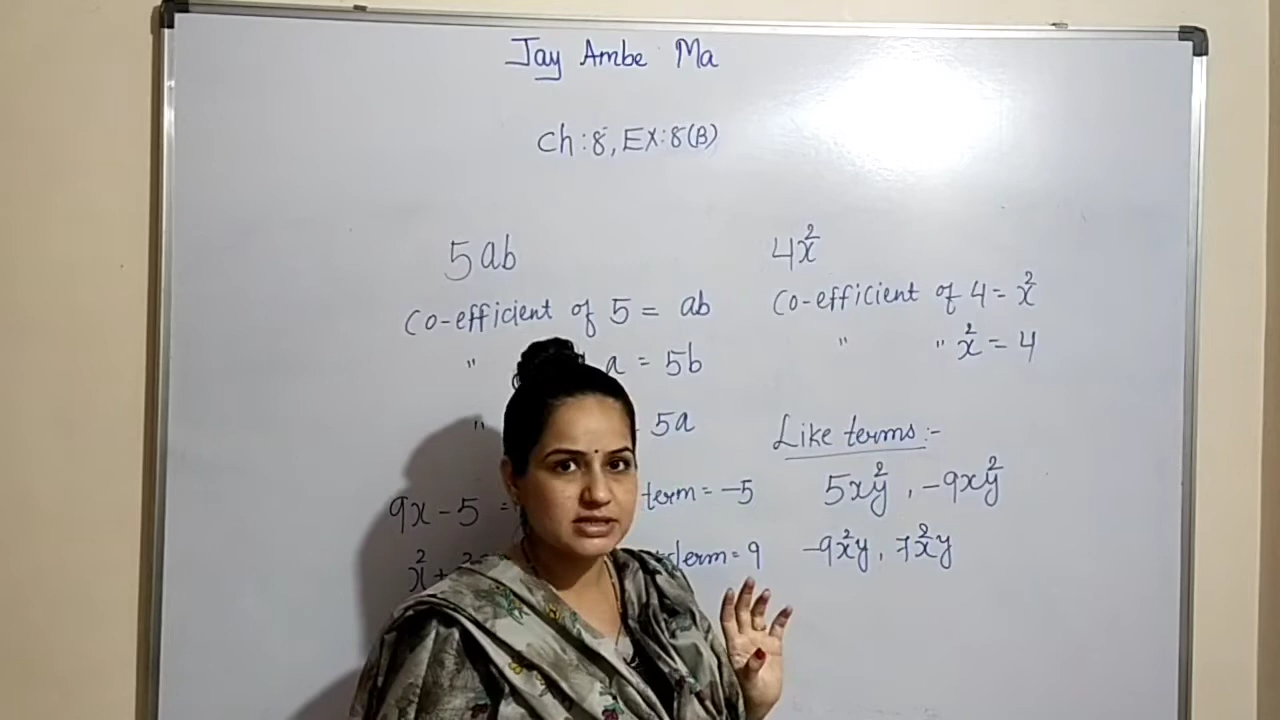 Jay Ambe Ma
Ch:8, EX:8(B)
5ab
Co-efficient of 5 = ab
" a = 5b
" 5a
9x - 5 = term = -5
x² + term = 9
4x²
Co-efficient of 4 = x²
" " x² = 4
Like terms:-
5xy², -9xy²
-9x²y, 7x²y